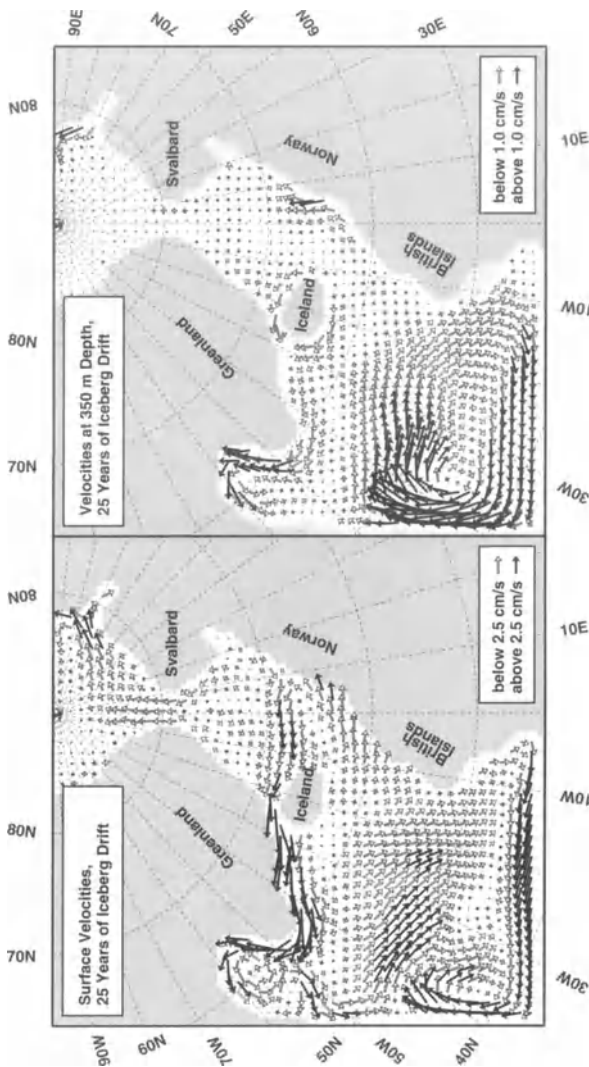 Surface Velocities,
25 Years of Iceberg Drift
70N
80N
80N
90W
60N
70W
50N
50W
40N
30W
10W
10E
Greenland
Iceland
Svalbard
Norway
British
Islands
below 2.5 cm/s
above 2.5 cm/s
Velocities at 350 m Depth,
25 Years of Iceberg Drift
70N
80N
80N
90E
70E
50E
60N
30E
10E
10W
30W
Greenland
Iceland
Svalbard
Norway
British
Islands
below 1.0 cm/s
above 1.0 cm/s